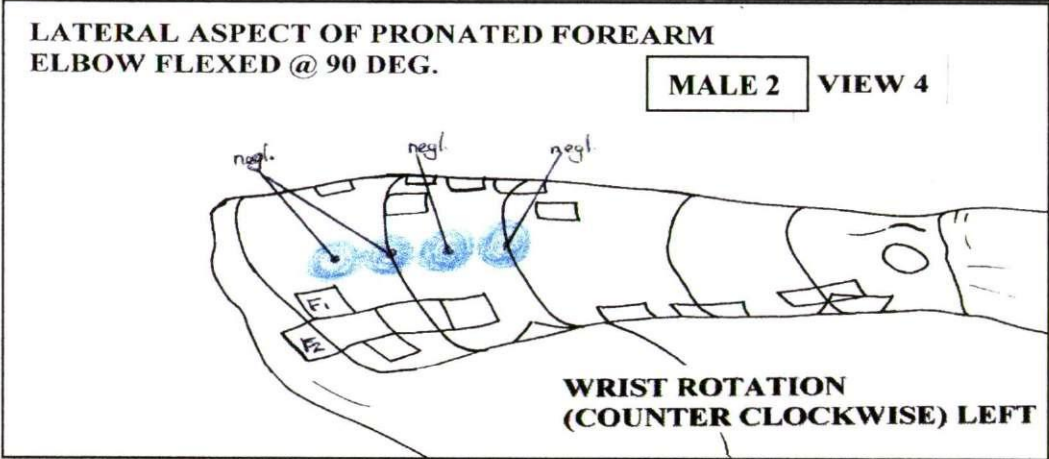 LATERAL ASPECT OF PRONATED FOREARM
ELBOW FLEXED @ 90 DEG.
MALE 2 VIEW 4
negl. negl. negl.
F1
F2
WRIST ROTATION
(COUNTER CLOCKWISE) LEFT